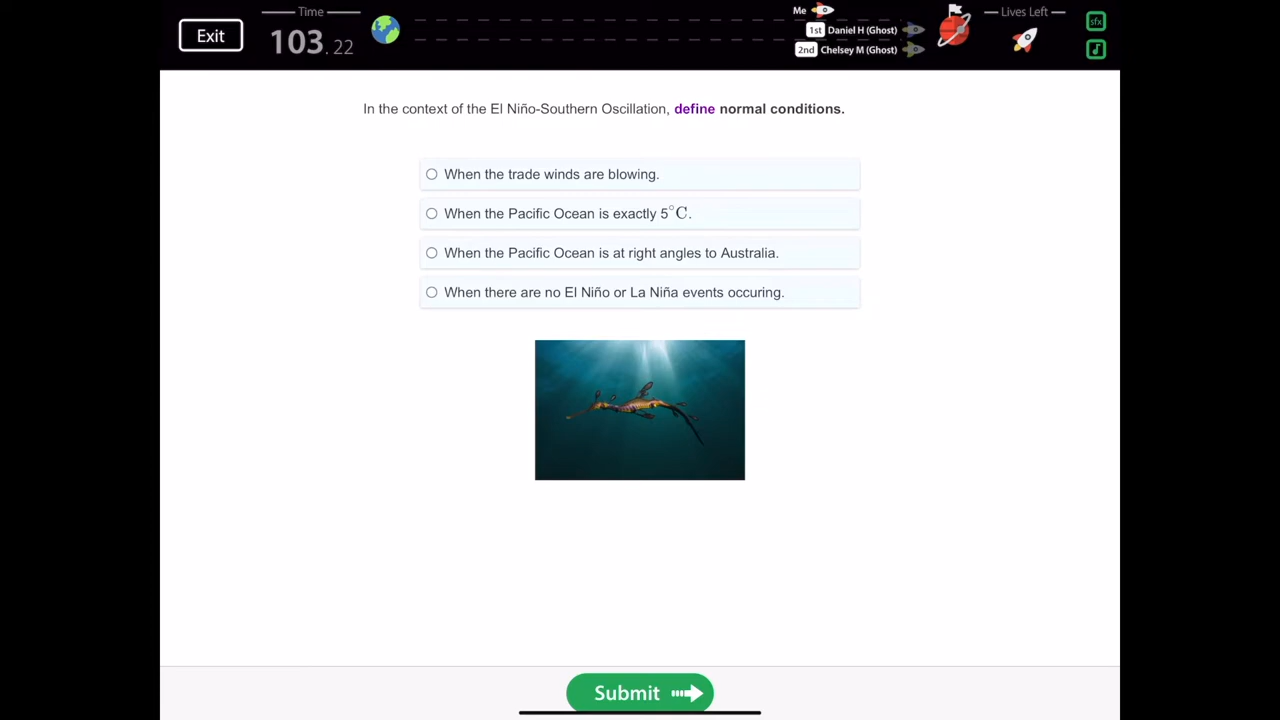 Exit
Time
103.22
Me
1st Daniel H (Ghost)
2nd Chelsey M (Ghost)
Lives Left
sfx
In the context of the El Niño-Southern Oscillation, define normal conditions.
When the trade winds are blowing.
When the Pacific Ocean is exactly 5°C.
When the Pacific Ocean is at right angles to Australia.
When there are no El Niño or La Niña events occuring.
Submit